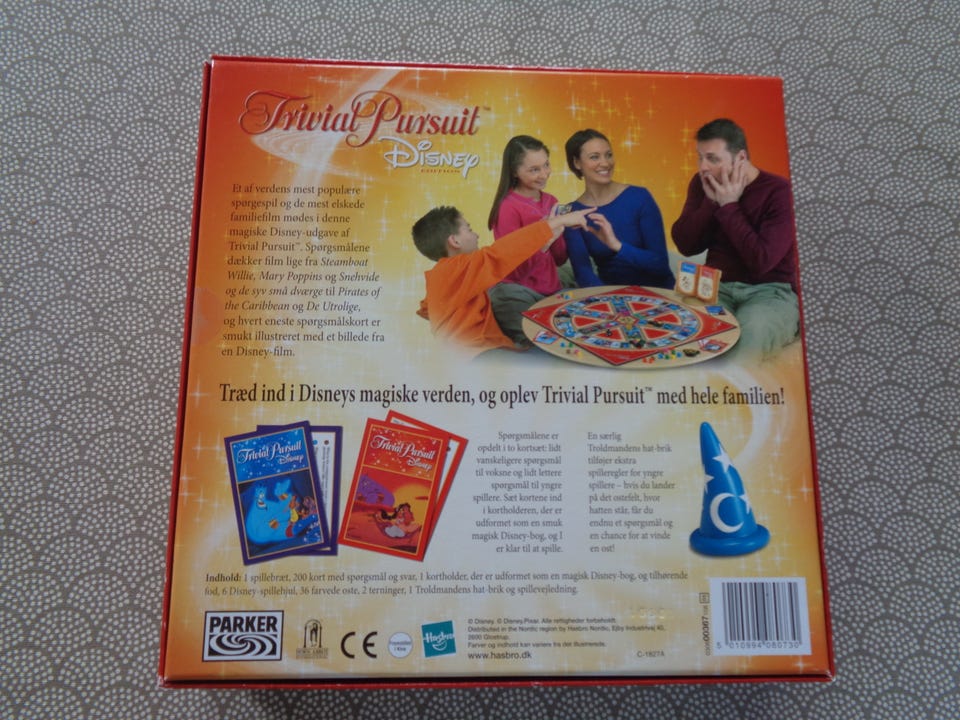 Trivial Pursuit™
Disney
EDITION
Et af verdens mest populære
spørgespil og de mest elskede
familiefilm mødes i denne
magiske Disney-udgave af
Trivial Pursuit™. Spørgsmålene
dækker film lige fra Steamboat
Willie, Mary Poppins og Snehvide
og de syv små dværge til Pirates of
the Caribbean og De Utrolige,
og hvert eneste spørgsmålskort er
smukt illustreret med et billede fra
en Disney-film.
Træd ind i Disneys magiske verden, og oplev Trivial Pursuit™ med hele familien!
Trivial Pursuit
Disney
Trivial Pursuit
Disney
Spørgsmålene er
opdelt i to kortsæt: lidt
vanskeligere spørgsmål
til voksne og lidt lettere
spørgsmål til yngre
spillere. Sæt kortene ind
i kortholderen, der er
udformet som en smuk
magisk Disney-bog, og I
er klar til at spille.
En særlig
Troldmandens hat-brik
tilføjer ekstra
spilleregler for yngre
spillere – hvis du lander
på det ostefelt, hvor
hatten står, får du
endnu et spørgsmål og
en chance for at vinde
en ost!
Indhold: 1 spillebræt, 200 kort med spørgsmål og svar, 1 kortholder, der er udformet som en magisk Disney-bog, og tilhørende
fod, 6 Disney-spillehjul, 36 farvede oste, 2 terninger, 1 Troldmandens hat-brik og spillevejledning.
PARKER
HORN ABBOT
CE
Hasbro
© Disney. © Disney.Pixar. Alle rettigheder forbeholdt.
Distributed in the Nordic region by Hasbro Nordic, Ejby Industrivej 40,
2600 Glostrup.
Farver og indhold kan variere fra det illustrerede.
www.hasbro.dk
C-1827A
5 010994 080730